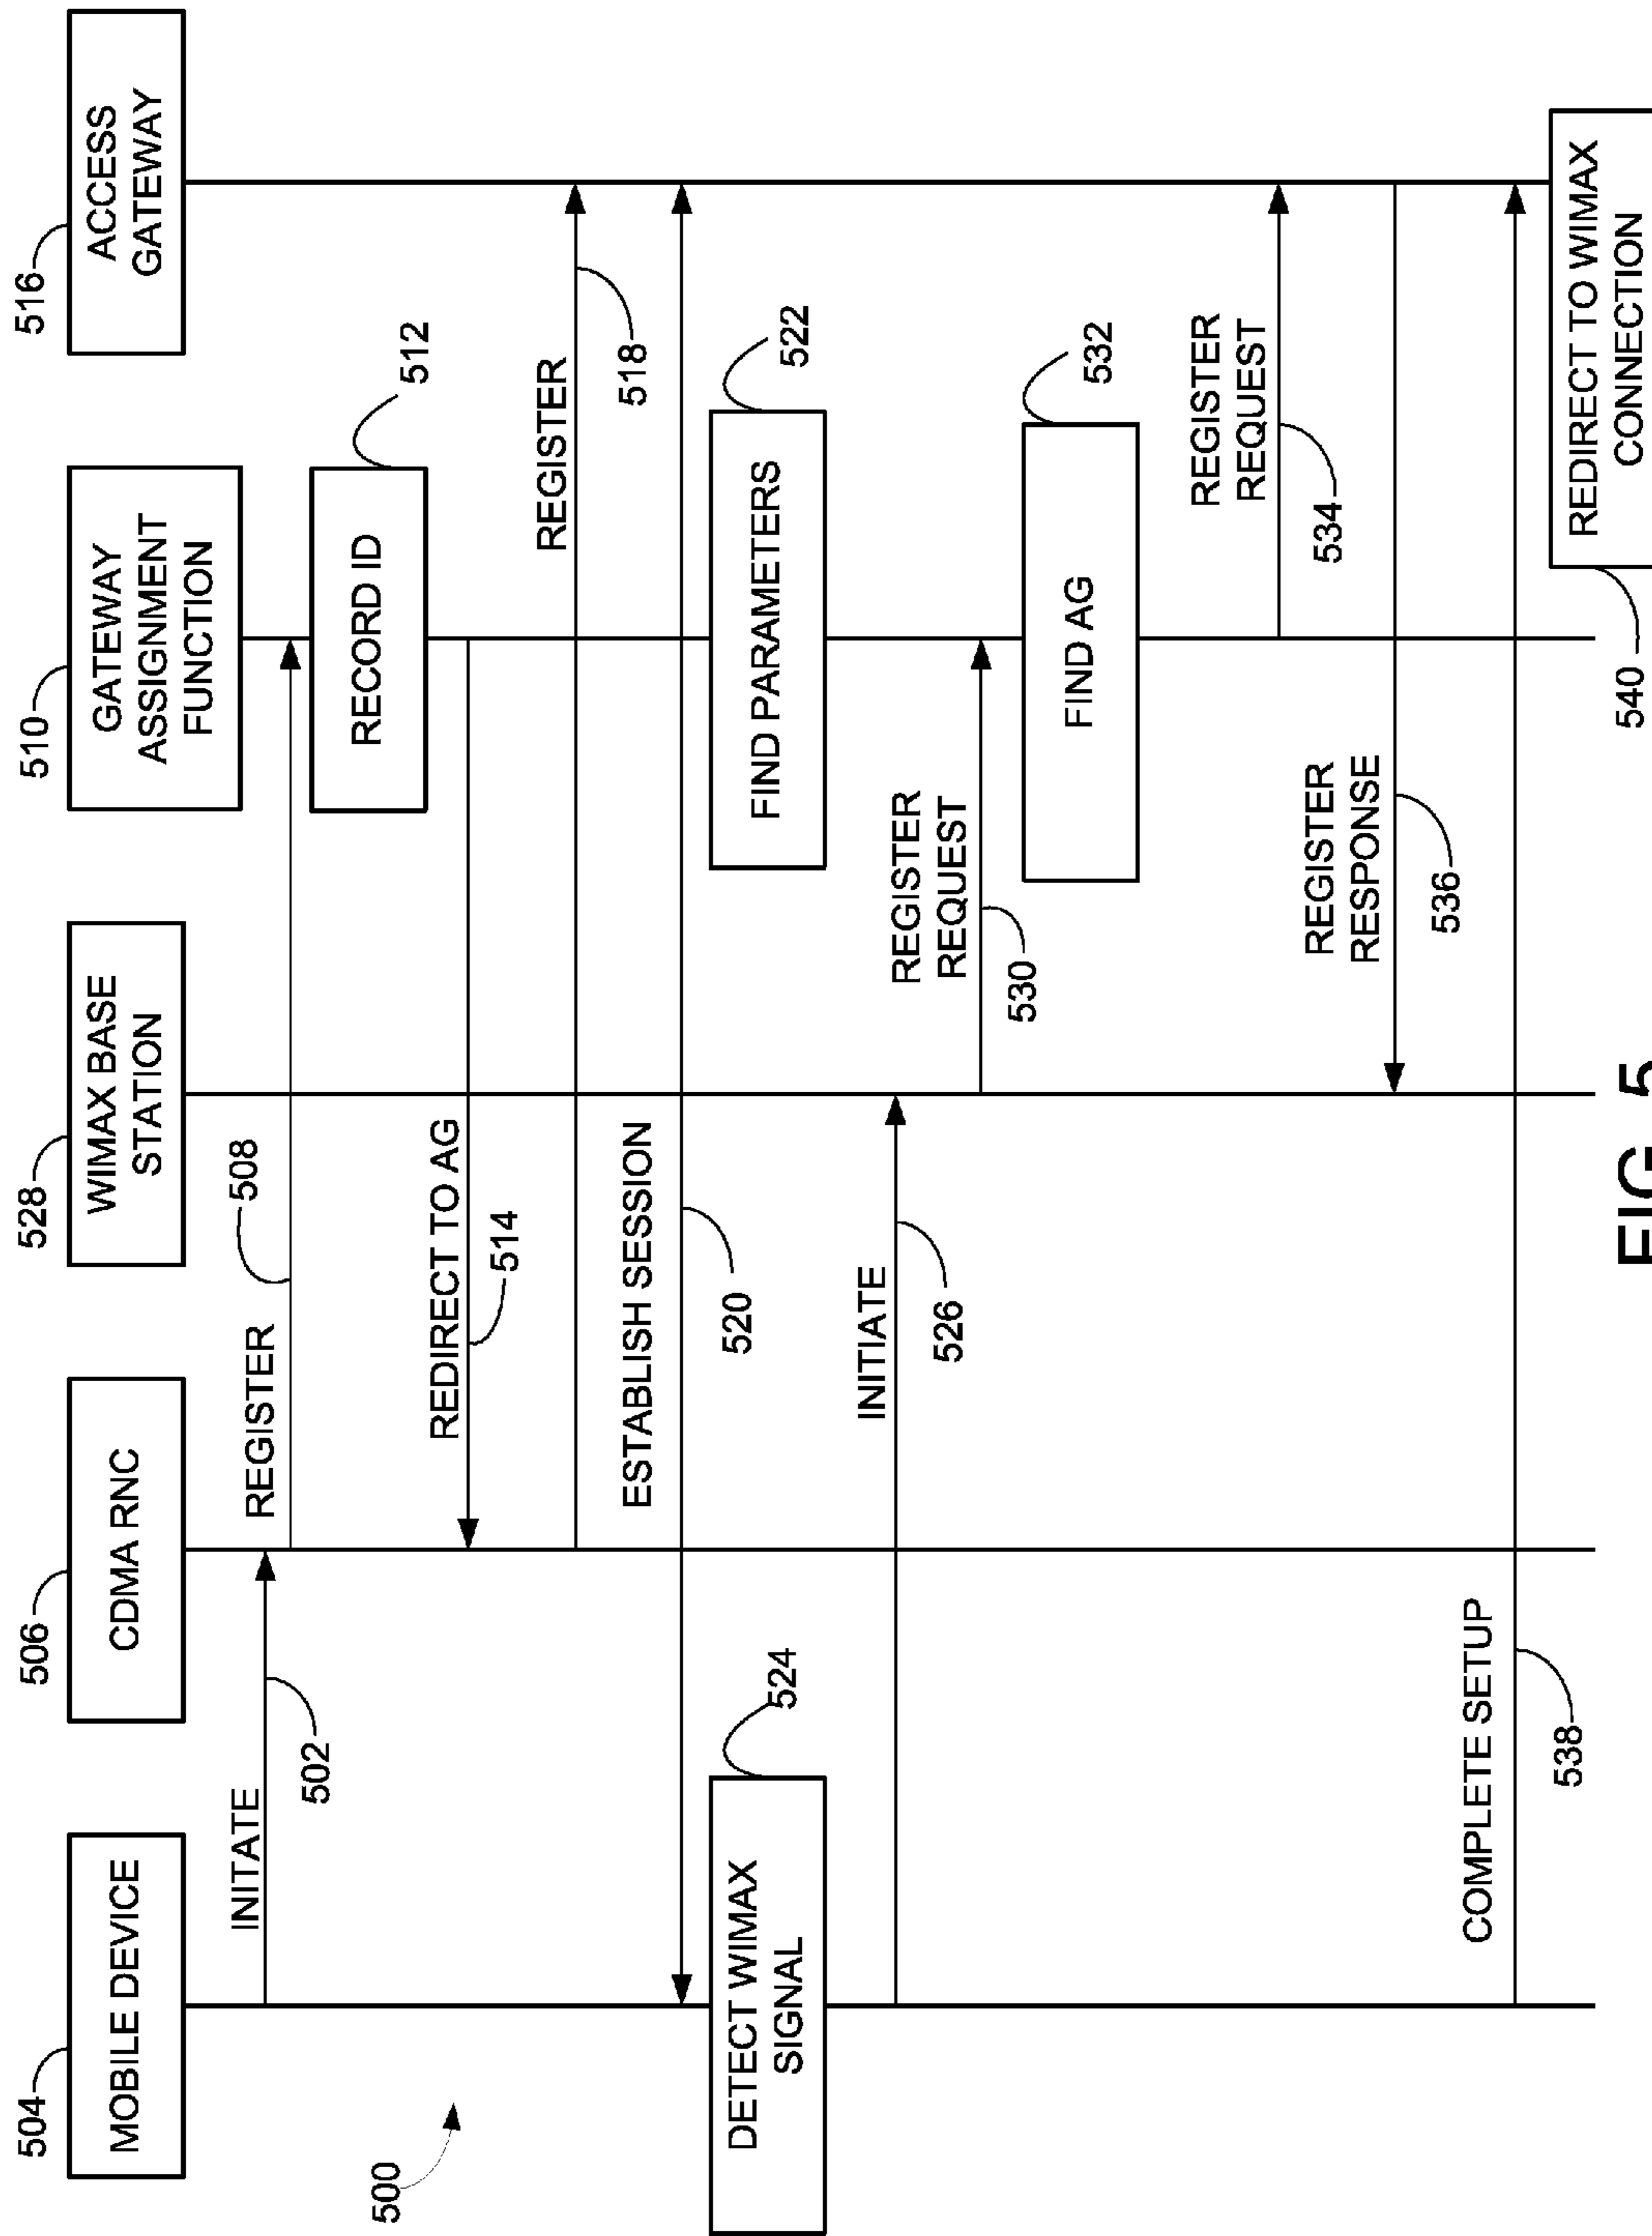 504
MOBILE DEVICE
506
CDMA RNC
528
WIMAX BASE
STATION
510
GATEWAY
ASSIGNMENT
FUNCTION
516
ACCESS
GATEWAY
500
INITATE
502
REGISTER
508
RECORD ID
512
REDIRECT TO AG
514
REGISTER
518
ESTABLISH SESSION
520
DETECT WIMAX
SIGNAL
524
FIND PARAMETERS
522
INITIATE
526
REGISTER
REQUEST
530
FIND AG
532
REGISTER
REQUEST
534
REGISTER
RESPONSE
536
COMPLETE SETUP
538
REDIRECT TO WIMAX
CONNECTION
540
FIG. 5